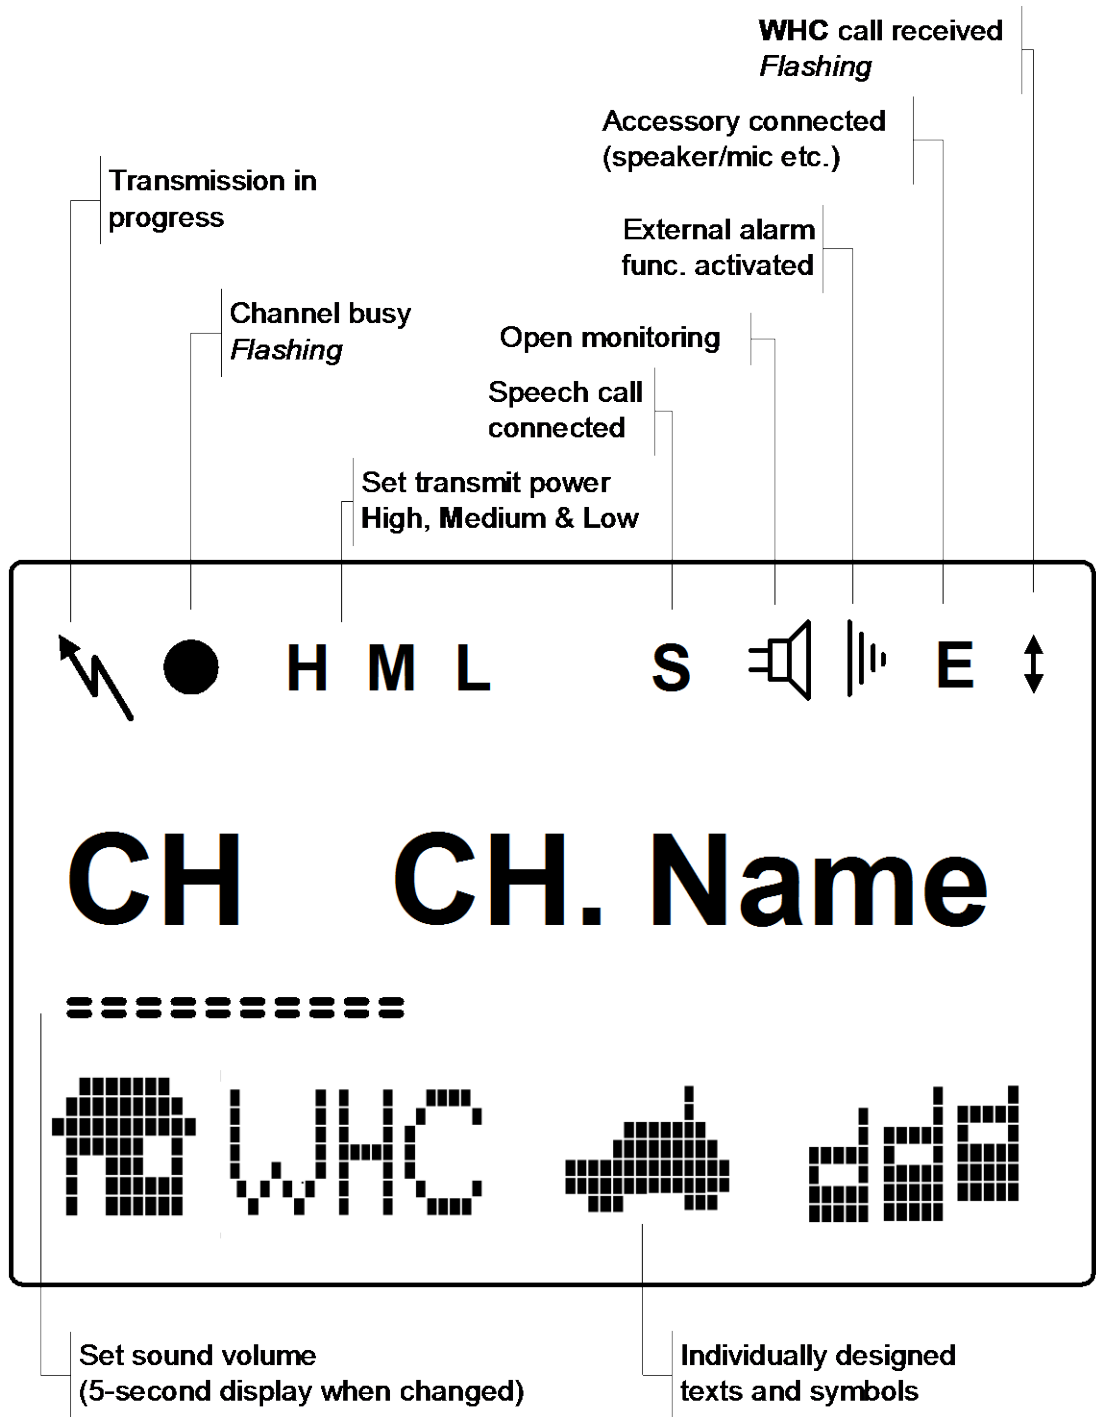 WHC call received
Flashing
Accessory connected
(speaker/mic etc.)
Transmission in
progress
External alarm
func. activated
Channel busy
Flashing
Open monitoring
Speech call
connected
Set transmit power
High, Medium & Low
H M L S E
CH CH. Name
WHC
Set sound volume
(5-second display when changed)
Individually designed
texts and symbols